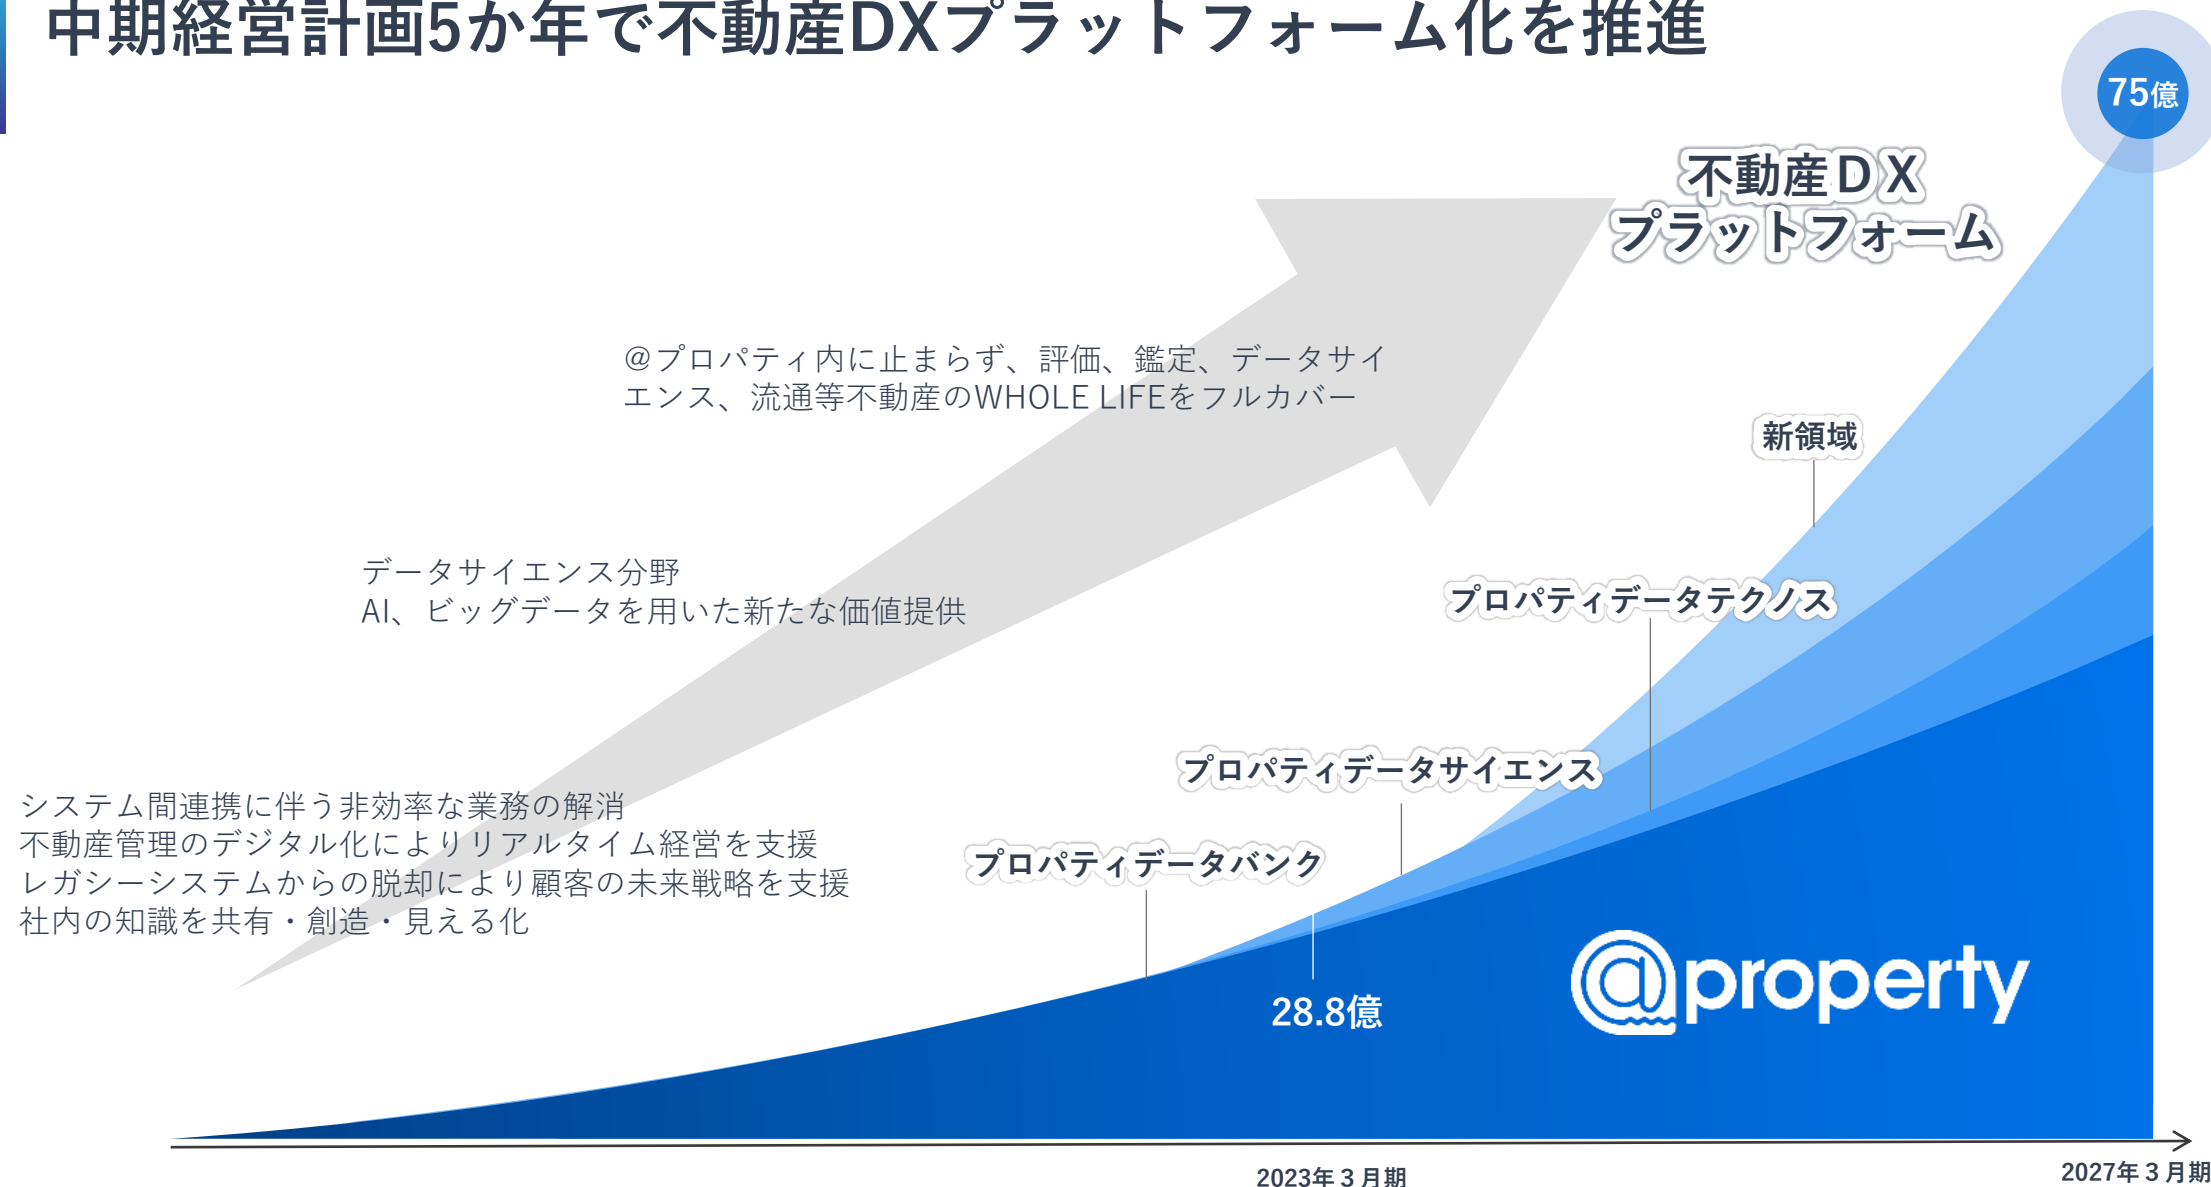 中期経営計画5か年で不動産DXプラットフォーム化を推進
75億
不動産ＤＸ
プラットフォーム
＠プロパティ内に止まらず、評価、鑑定、データサイ
エンス、流通等不動産のWHOLE LIFEをフルカバー
新領域
データサイエンス分野
AI、ビッグデータを用いた新たな価値提供
プロパティデータテクノス
プロパティデータサイエンス
システム間連携に伴う非効率な業務の解消
不動産管理のデジタル化によりリアルタイム経営を支援
レガシーシステムからの脱却により顧客の未来戦略を支援
社内の知識を共有・創造・見える化
プロパティデータバンク
28.8億
@property
2023年３月期
2027年３月期